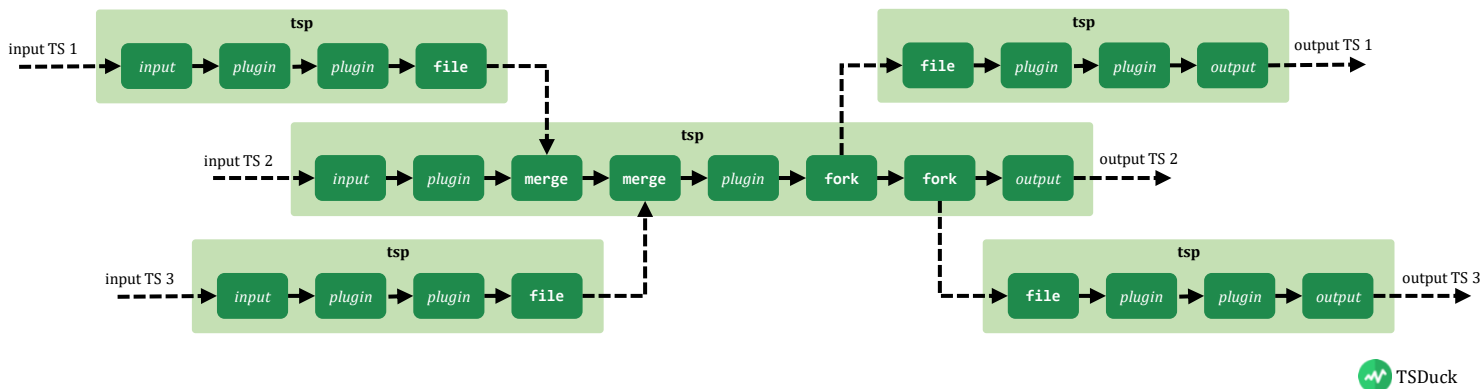 tsp
input TS 1
input
plugin
plugin
file
tsp
file
plugin
plugin
output
output TS 1
tsp
input TS 2
input
plugin
merge
merge
plugin
fork
fork
output
output TS 2
tsp
input TS 3
input
plugin
plugin
file
tsp
file
plugin
plugin
output
output TS 3
TSDuck